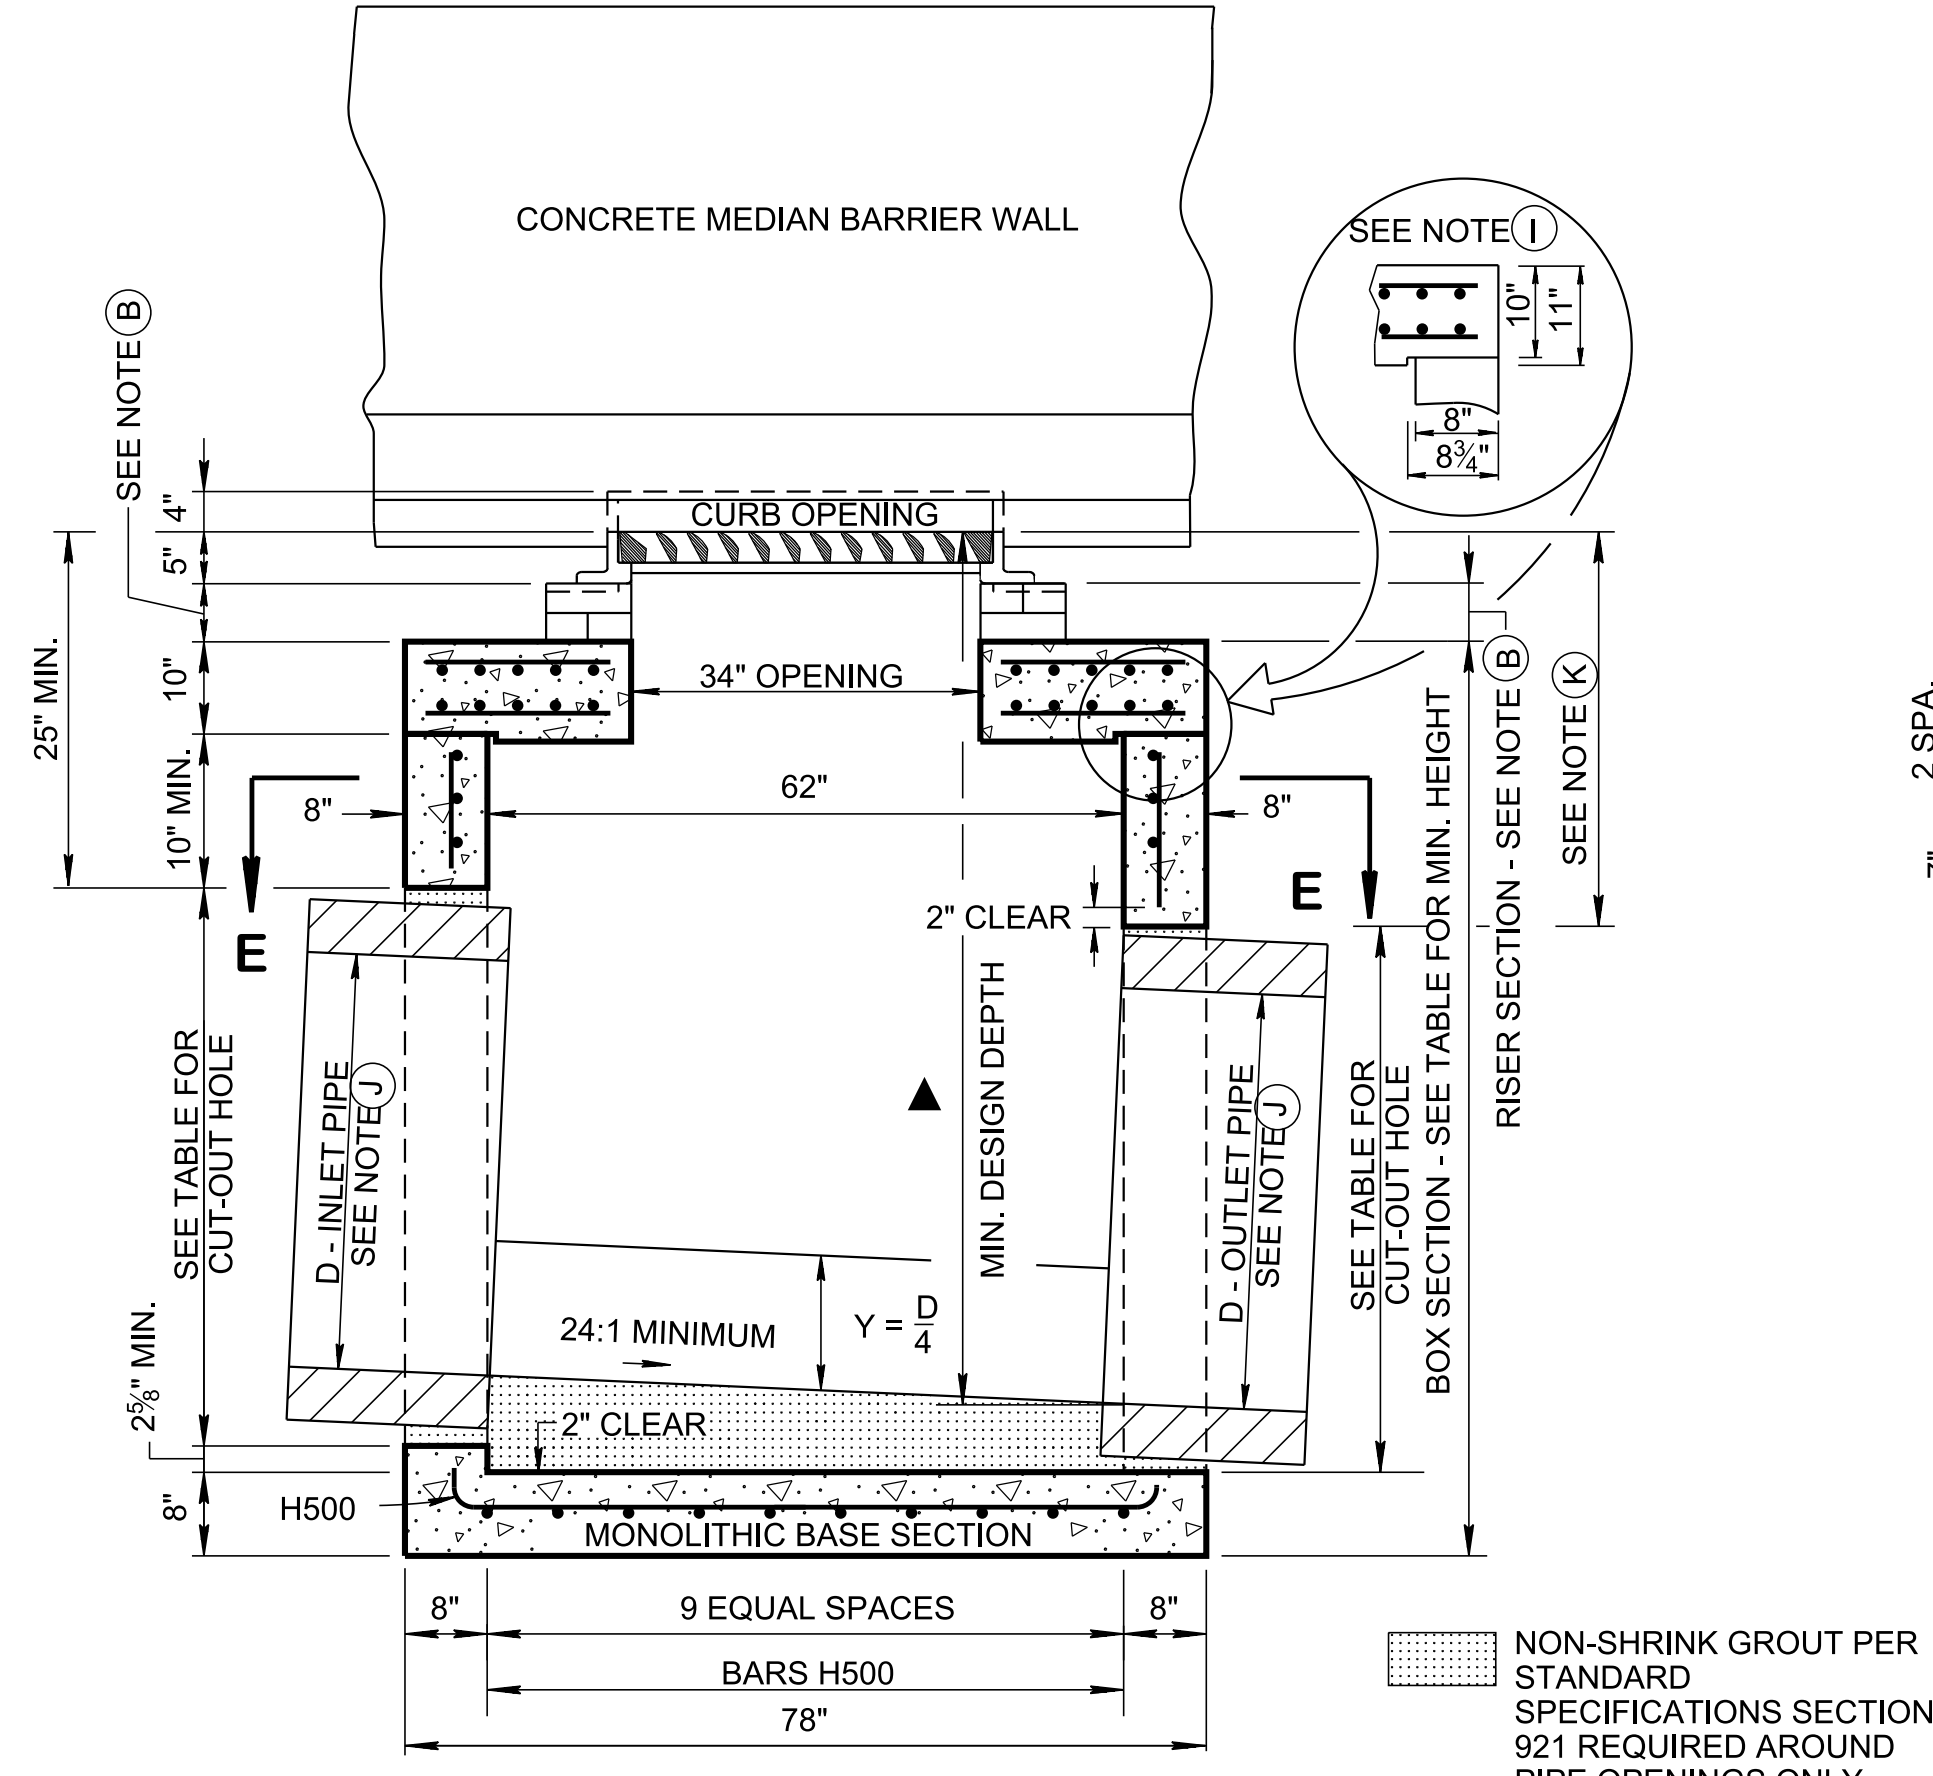 CONCRETE MEDIAN BARRIER WALL
SEE NOTE I
10"
11"
8"
8¾"
SEE NOTE B
4"
5"
CURB OPENING
25" MIN.
10"
10" MIN.
34" OPENING
62"
8"
8"
E
E
2" CLEAR
MIN. DESIGN DEPTH
SEE TABLE FOR
CUT-OUT HOLE
D - INLET PIPE
SEE NOTE J
D - OUTLET PIPE
SEE NOTE J
SEE TABLE FOR
CUT-OUT HOLE
BOX SECTION - SEE TABLE FOR MIN. HEIGHT
RISER SECTION - SEE NOTE B
SEE NOTE K
2 SPA.
7"
24:1 MINIMUM
Y = D/4
2⅝" MIN.
8"
2" CLEAR
H500
MONOLITHIC BASE SECTION
8"
9 EQUAL SPACES
8"
BARS H500
78"
NON-SHRINK GROUT PER
STANDARD
SPECIFICATIONS SECTION
921 REQUIRED AROUND
PIPE OPENINGS ONLY